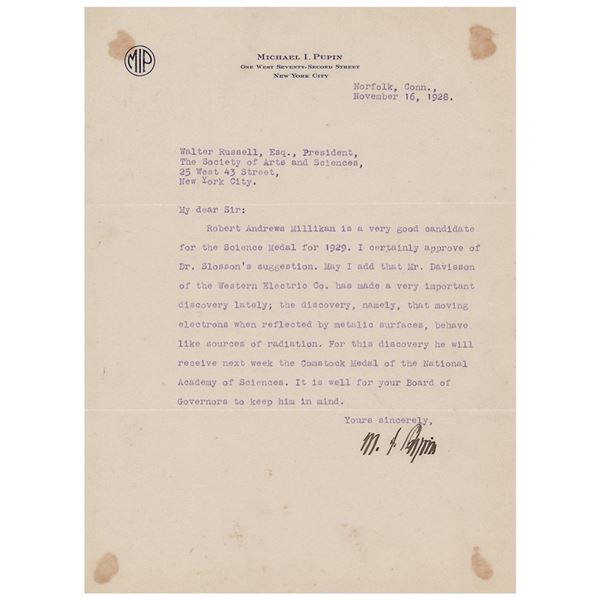 MIP
MICHAEL I. PUPIN
ONE WEST SEVENTY-SECOND STREET
NEW YORK CITY
Norfolk, Conn.,
November 16, 1928.
Walter Russell, Esq., President,
The Society of Arts and Sciences,
25 West 43 Street,
New York City.
My dear Sir:
Robert Andrews Millikan is a very good candidate
for the Science Medal for 1929. I certainly approve of
Dr. Slosson's suggestion. May I add that Mr. Davisson
of the Western Electric Co. has made a very important
discovery lately; the discovery, namely, that moving
electrons when reflected by metalic surfaces, behave
like sources of radiation. For this discovery he will
receive next week the Comstock Medal of the National
Academy of Sciences. It is well for your Board of
Governors to keep him in mind.
Yours sincerely,
M. I. Pupin